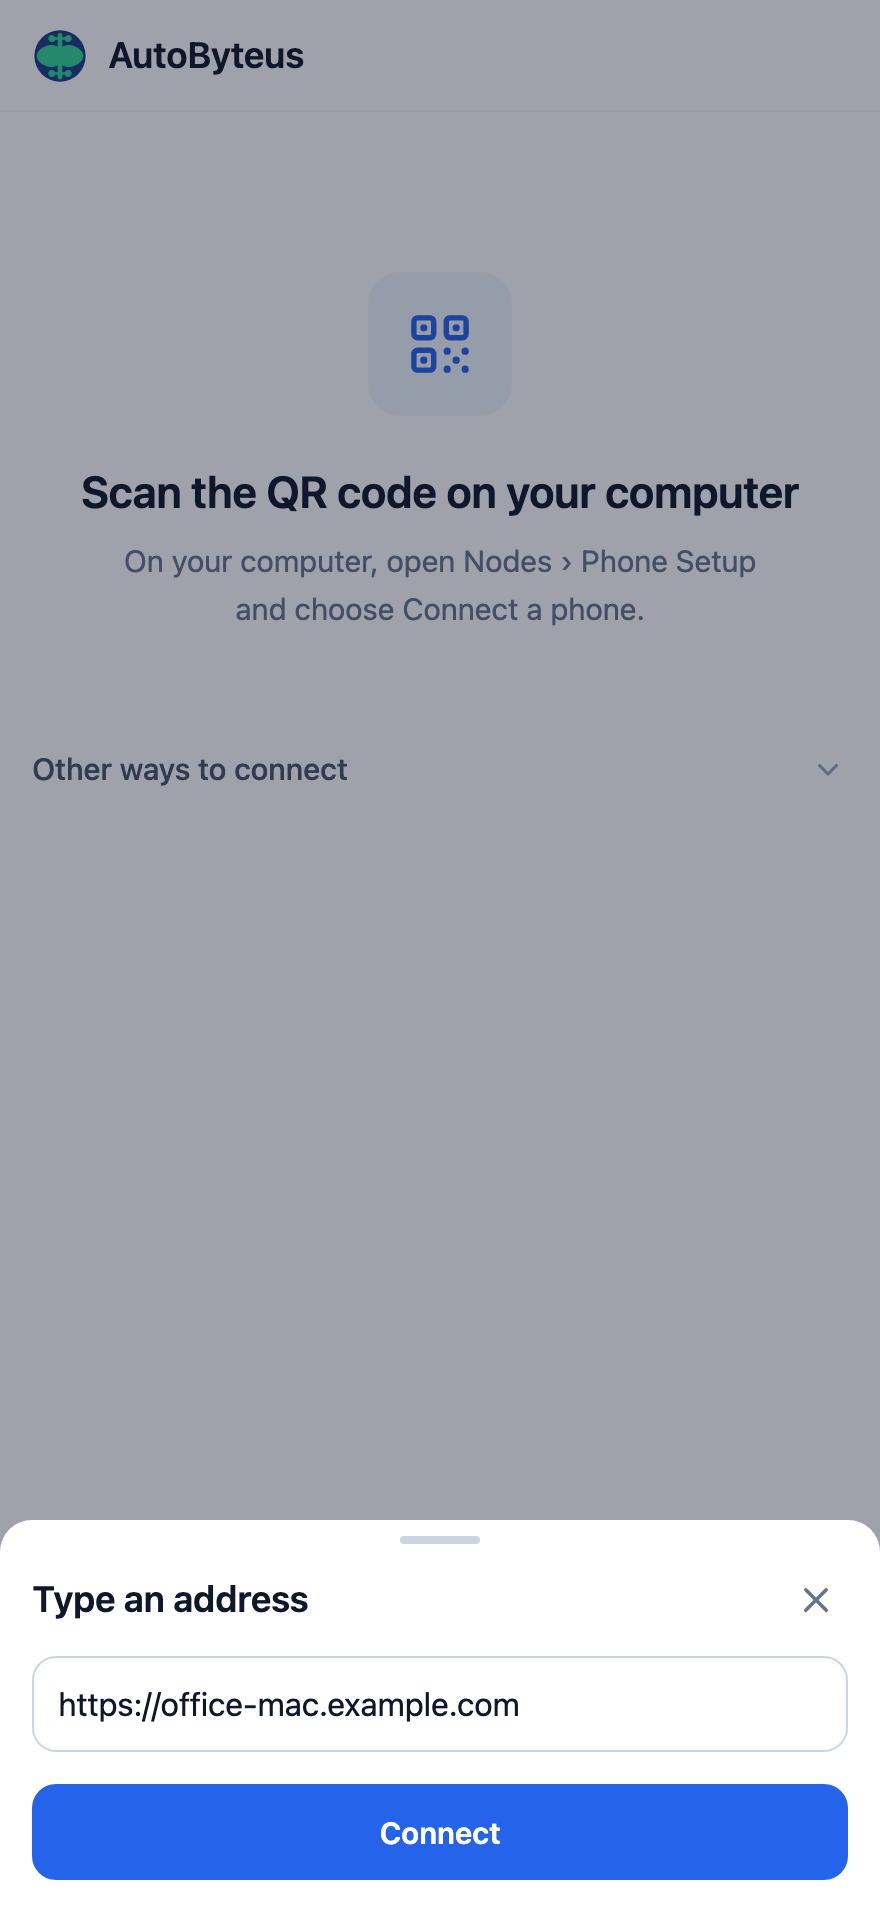 AutoByteus
Scan the QR code on your computer
On your computer, open Nodes › Phone Setup
and choose Connect a phone.
Other ways to connect
Type an address
https://office-mac.example.com
Connect